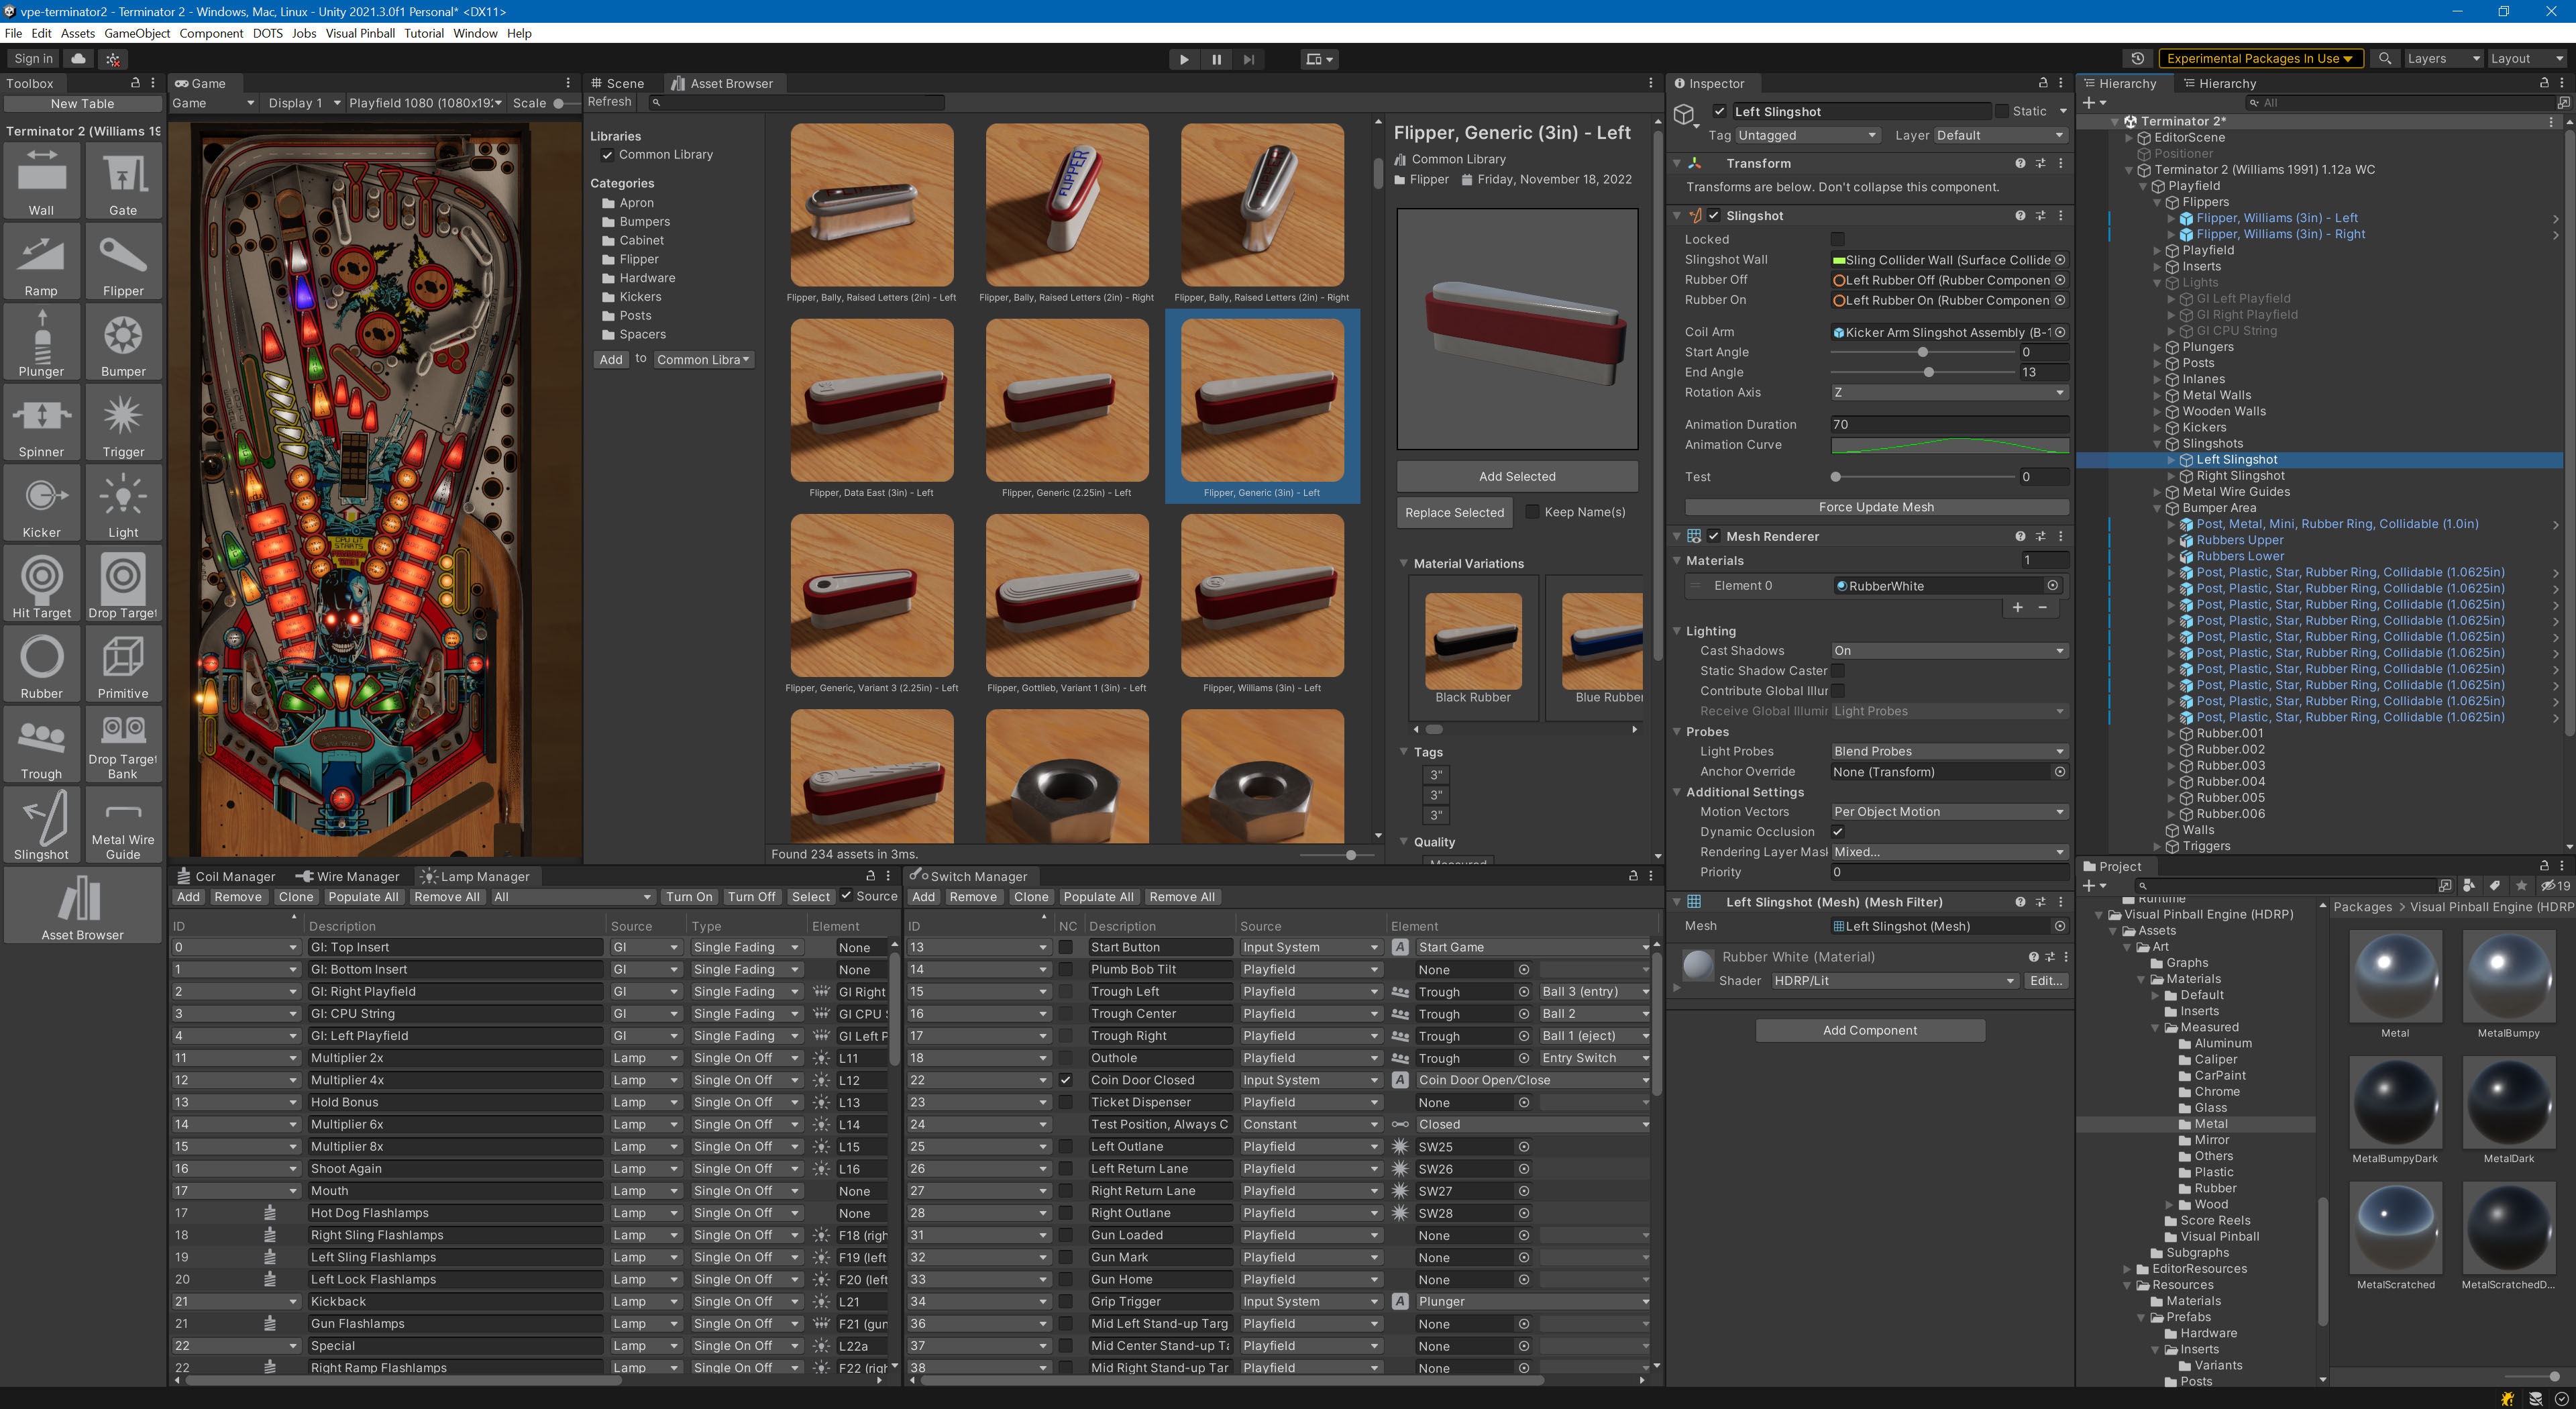 vpe-terminator2 - Terminator 2 - Windows, Mac, Linux - Unity 2021.3.0f1 Personal* <DX11>
File Edit Assets GameObject Component DOTS Jobs Visual Pinball Tutorial Window Help
Sign in
Experimental Packages In Use
Layers
Layout
Toolbox
New Table
Terminator 2 (Williams 19
Wall
Gate
Ramp
Flipper
Plunger
Bumper
Spinner
Trigger
Kicker
Light
Hit Target
Drop Target
Rubber
Primitive
Trough
Drop Target Bank
Slingshot
Metal Wire Guide
Asset Browser
Game
Game Display 1 Playfield 1080 (1080x192 Scale
Scene
Asset Browser
Refresh
Libraries
Common Library
Categories
Apron
Bumpers
Cabinet
Flipper
Hardware
Kickers
Posts
Spacers
Add to Common Libra
FLIPPER
Flipper, Bally, Raised Letters (2in) - Left
Flipper, Bally, Raised Letters (2in) - Right
Flipper, Bally, Raised Letters (2in) - Right
Flipper, Data East (3in) - Left
Flipper, Generic (2.25in) - Left
Flipper, Generic (3in) - Left
Flipper, Generic, Variant 3 (2.25in) - Left
Flipper, Gottlieb, Variant 1 (3in) - Left
Flipper, Williams (3in) - Left
Found 234 assets in 3ms.
Flipper, Generic (3in) - Left
Common Library
Flipper Friday, November 18, 2022
Add Selected
Replace Selected Keep Name(s)
Material Variations
Black Rubber
Blue Rubber
Tags
3"
3"
3"
Quality
Measured
Inspector
Left Slingshot Static
Tag Untagged Layer Default
Transform
Transforms are below. Don't collapse this component.
Slingshot
Locked
Slingshot Wall Sling Collider Wall (Surface Collide
Rubber Off Left Rubber Off (Rubber Componen
Rubber On Left Rubber On (Rubber Componen
Coil Arm Kicker Arm Slingshot Assembly (B-1
Start Angle 0
End Angle 13
Rotation Axis Z
Animation Duration 70
Animation Curve
Test 0
Force Update Mesh
Mesh Renderer
Materials 1
Element 0 RubberWhite
Lighting
Cast Shadows On
Static Shadow Caster
Contribute Global Illur
Receive Global Illumir Light Probes
Probes
Light Probes Blend Probes
Anchor Override None (Transform)
Additional Settings
Motion Vectors Per Object Motion
Dynamic Occlusion
Rendering Layer Mask Mixed...
Priority 0
Left Slingshot (Mesh) (Mesh Filter)
Mesh Left Slingshot (Mesh)
Rubber White (Material)
Shader HDRP/Lit Edit...
Add Component
Hierarchy
Hierarchy
All
Terminator 2*
EditorScene
Positioner
Terminator 2 (Williams 1991) 1.12a WC
Playfield
Flippers
Flipper, Williams (3in) - Left
Flipper, Williams (3in) - Right
Playfield
Inserts
Lights
GI Left Playfield
GI Right Playfield
GI CPU String
Plungers
Posts
Inlanes
Metal Walls
Wooden Walls
Kickers
Slingshots
Left Slingshot
Right Slingshot
Metal Wire Guides
Bumper Area
Post, Metal, Mini, Rubber Ring, Collidable (1.0in)
Rubbers Upper
Rubbers Lower
Post, Plastic, Star, Rubber Ring, Collidable (1.0625in)
Post, Plastic, Star, Rubber Ring, Collidable (1.0625in)
Post, Plastic, Star, Rubber Ring, Collidable (1.0625in)
Post, Plastic, Star, Rubber Ring, Collidable (1.0625in)
Post, Plastic, Star, Rubber Ring, Collidable (1.0625in)
Post, Plastic, Star, Rubber Ring, Collidable (1.0625in)
Post, Plastic, Star, Rubber Ring, Collidable (1.0625in)
Post, Plastic, Star, Rubber Ring, Collidable (1.0625in)
Post, Plastic, Star, Rubber Ring, Collidable (1.0625in)
Post, Plastic, Star, Rubber Ring, Collidable (1.0625in)
Rubber.001
Rubber.002
Rubber.003
Rubber.004
Rubber.005
Rubber.006
Walls
Triggers
Coil Manager Wire Manager Lamp Manager
Add Remove Clone Populate All Remove All All Turn On Turn Off Select Source
ID Description Source Type Element
0 GI: Top Insert GI Single Fading None
1 GI: Bottom Insert GI Single Fading None
2 GI: Right Playfield GI Single Fading GI Right
3 GI: CPU String GI Single Fading GI CPU
4 GI: Left Playfield GI Single Fading GI Left P
11 Multiplier 2x Lamp Single On Off L11
12 Multiplier 4x Lamp Single On Off L12
13 Hold Bonus Lamp Single On Off L13
14 Multiplier 6x Lamp Single On Off L14
15 Multiplier 8x Lamp Single On Off L15
16 Shoot Again Lamp Single On Off L16
17 Mouth Lamp Single On Off None
17 Hot Dog Flashlamps Lamp Single On Off None
18 Right Sling Flashlamps Lamp Single On Off F18 (righ
19 Left Sling Flashlamps Lamp Single On Off F19 (left
20 Left Lock Flashlamps Lamp Single On Off F20 (left
21 Kickback Lamp Single On Off L21
21 Gun Flashlamps Lamp Single On Off F21 (gun
22 Special Lamp Single On Off L22a
22 Right Ramp Flashlamps Lamp Single On Off F22 (righ
Switch Manager
Add Remove Clone Populate All Remove All
ID NC Description Source Element
13 Start Button Input System Start Game
14 Plumb Bob Tilt Playfield None
15 Trough Left Playfield Trough Ball 3 (entry)
16 Trough Center Playfield Trough Ball 2
17 Trough Right Playfield Trough Ball 1 (eject)
18 Outhole Playfield Trough Entry Switch
22 Coin Door Closed Input System Coin Door Open/Close
23 Ticket Dispenser Playfield None
24 Test Position, Always C Constant Closed
25 Left Outlane Playfield SW25
26 Left Return Lane Playfield SW26
27 Right Return Lane Playfield SW27
28 Right Outlane Playfield SW28
31 Gun Loaded Playfield None
32 Gun Mark Playfield None
33 Gun Home Playfield None
34 Grip Trigger Input System Plunger
36 Mid Left Stand-up Targ Playfield None
37 Mid Center Stand-up Ta Playfield None
38 Mid Right Stand-up Tar Playfield None
Project
19
Runtime
Visual Pinball Engine (HDRP)
Assets
Art
Graphs
Materials
Default
Inserts
Measured
Aluminum
Caliper
CarPaint
Chrome
Glass
Metal
Mirror
Others
Plastic
Rubber
Wood
Score Reels
Visual Pinball
Subgraphs
EditorResources
Resources
Materials
Prefabs
Hardware
Inserts
Variants
Posts
Packages > Visual Pinball Engine (HDRP
Metal
MetalBumpy
MetalBumpyDark
MetalDark
MetalScratched
MetalScratchedD...